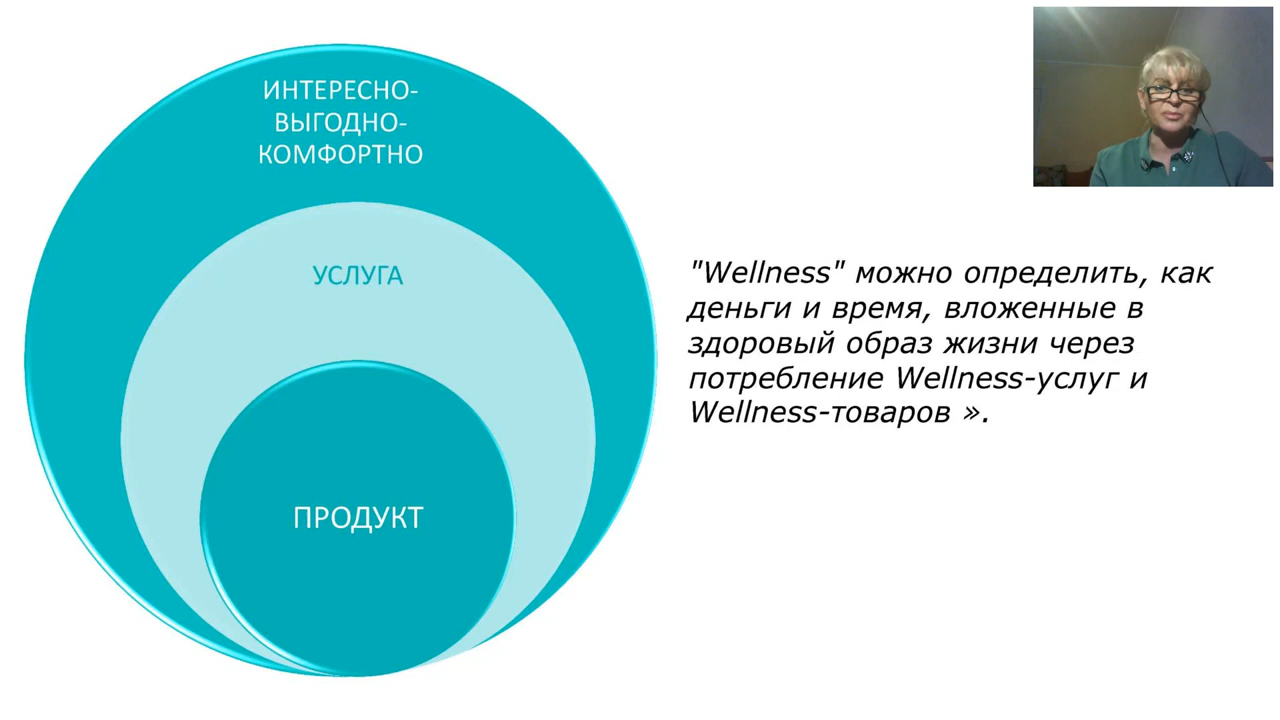 ИНТЕРЕСНО-
ВЫГОДНО-
КОМФОРТНО
УСЛУГА
ПРОДУКТ
"Wellness" можно определить, как
деньги и время, вложенные в
здоровый образ жизни через
потребление Wellness-услуг и
Wellness-товаров ».